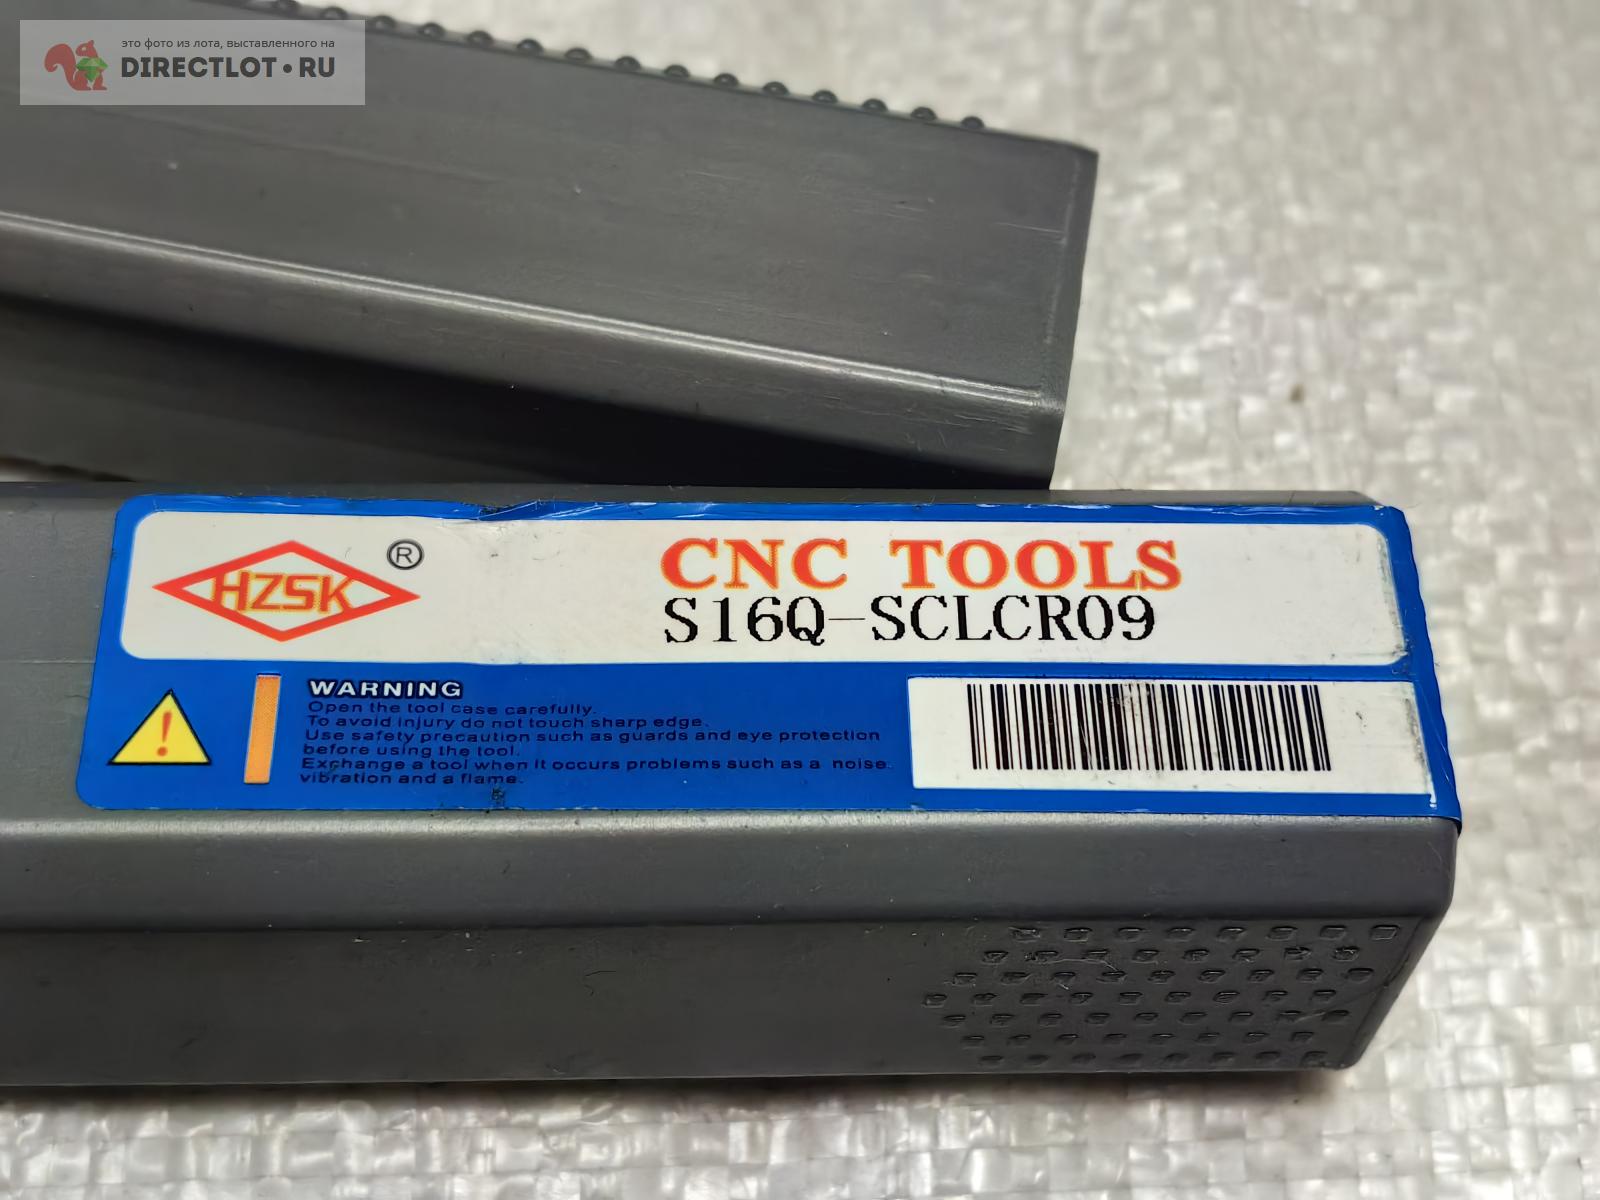 это фото из лота, выставленного на
DIRECTLOT•RU
HZSK ®
CNC TOOLS
S16Q-SCLCR09
WARNING
Open the tool case carefully.
To avoid injury do not touch sharp edge.
Use safety precaution such as guards and eye protection
before using the tool.
Exchange a tool when It occurs problems such as a noise.
vibration and a flame.